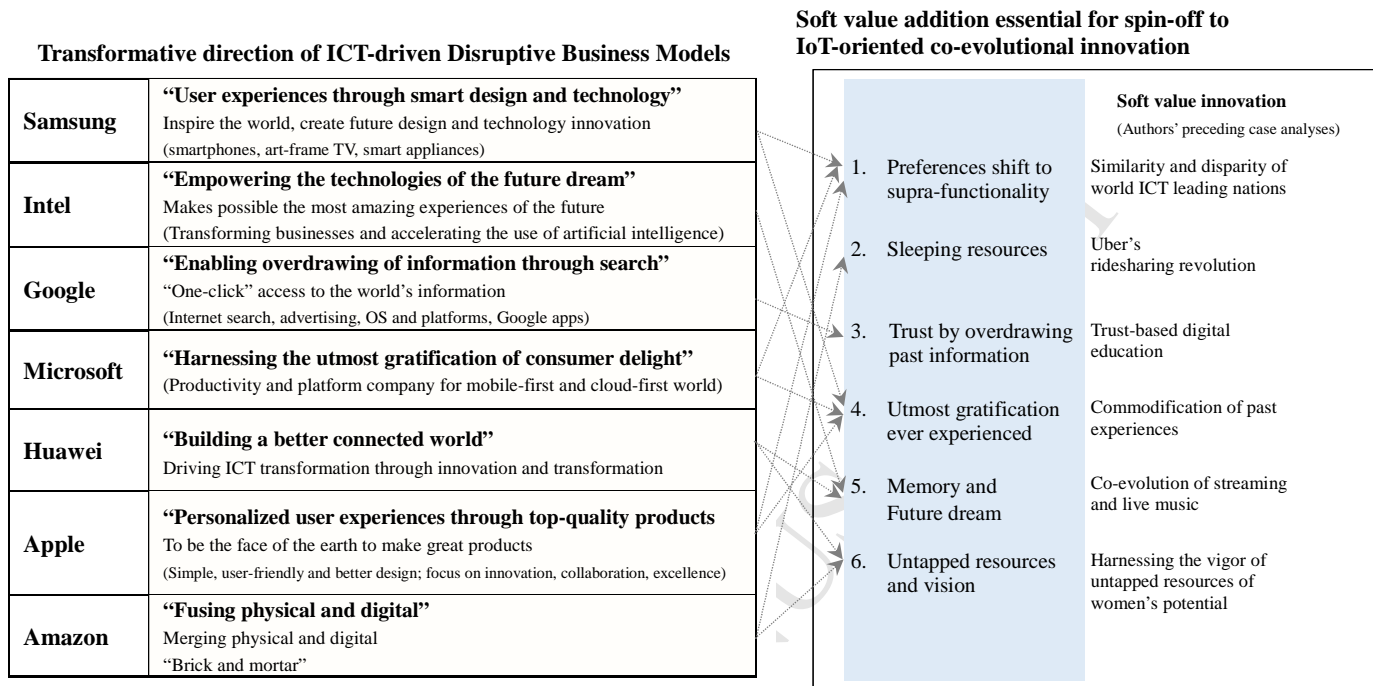 Soft value addition essential for spin-off to
IoT-oriented co-evolutional innovation
Transformative direction of ICT-driven Disruptive Business Models
Samsung
“User experiences through smart design and technology”
Inspire the world, create future design and technology innovation
(smartphones, art-frame TV, smart appliances)
Intel
“Empowering the technologies of the future dream”
Makes possible the most amazing experiences of the future
(Transforming businesses and accelerating the use of artificial intelligence)
Google
“Enabling overdrawing of information through search”
“One-click” access to the world’s information
(Internet search, advertising, OS and platforms, Google apps)
Microsoft
“Harnessing the utmost gratification of consumer delight”
(Productivity and platform company for mobile-first and cloud-first world)
Huawei
“Building a better connected world”
Driving ICT transformation through innovation and transformation
Apple
“Personalized user experiences through top-quality products
To be the face of the earth to make great products
(Simple, user-friendly and better design; focus on innovation, collaboration, excellence)
Amazon
“Fusing physical and digital”
Merging physical and digital
“Brick and mortar”
Soft value innovation
(Authors’ preceding case analyses)
1. Preferences shift to
supra-functionality
Similarity and disparity of
world ICT leading nations
2. Sleeping resources
Uber’s
ridesharing revolution
3. Trust by overdrawing
past information
Trust-based digital
education
4. Utmost gratification
ever experienced
Commodification of past
experiences
5. Memory and
Future dream
Co-evolution of streaming
and live music
6. Untapped resources
and vision
Harnessing the vigor of
untapped resources of
women’s potential